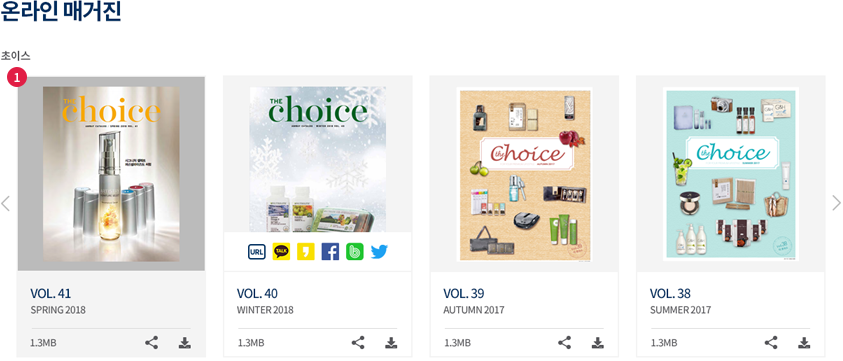 온라인 매거진
초이스
1
THE
choice
THE
choice
the Choice
the Choice
URL
TALK
VOL. 41
SPRING 2018
1.3MB
VOL. 40
WINTER 2018
1.3MB
VOL. 39
AUTUMN 2017
1.3MB
VOL. 38
SUMMER 2017
1.3MB